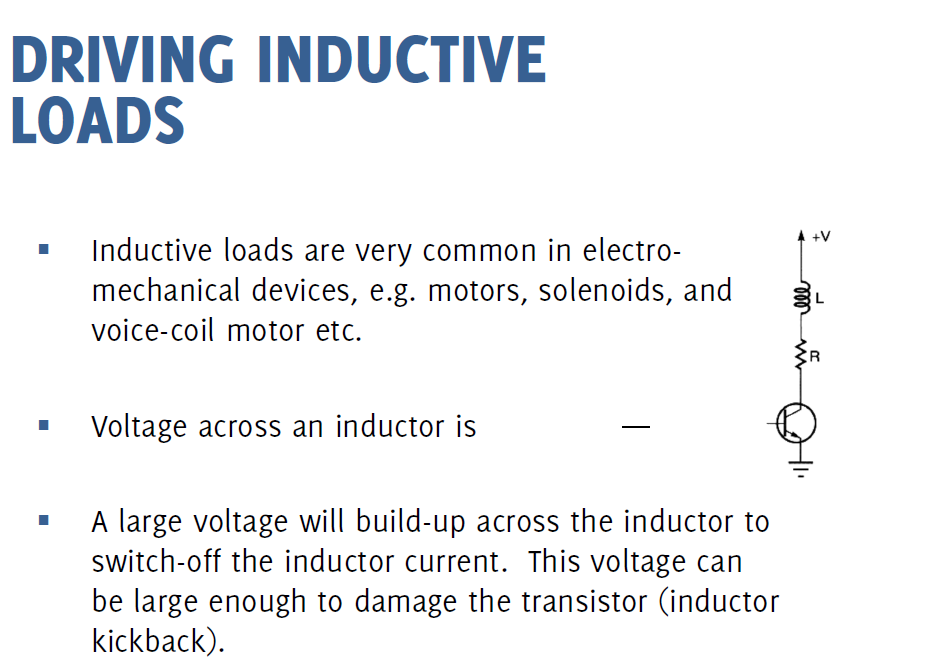 DRIVING INDUCTIVE
LOADS
Inductive loads are very common in electro-
mechanical devices, e.g. motors, solenoids, and
voice-coil motor etc.
Voltage across an inductor is —
A large voltage will build-up across the inductor to
switch-off the inductor current. This voltage can
be large enough to damage the transistor (inductor
kickback).
+V
L
R